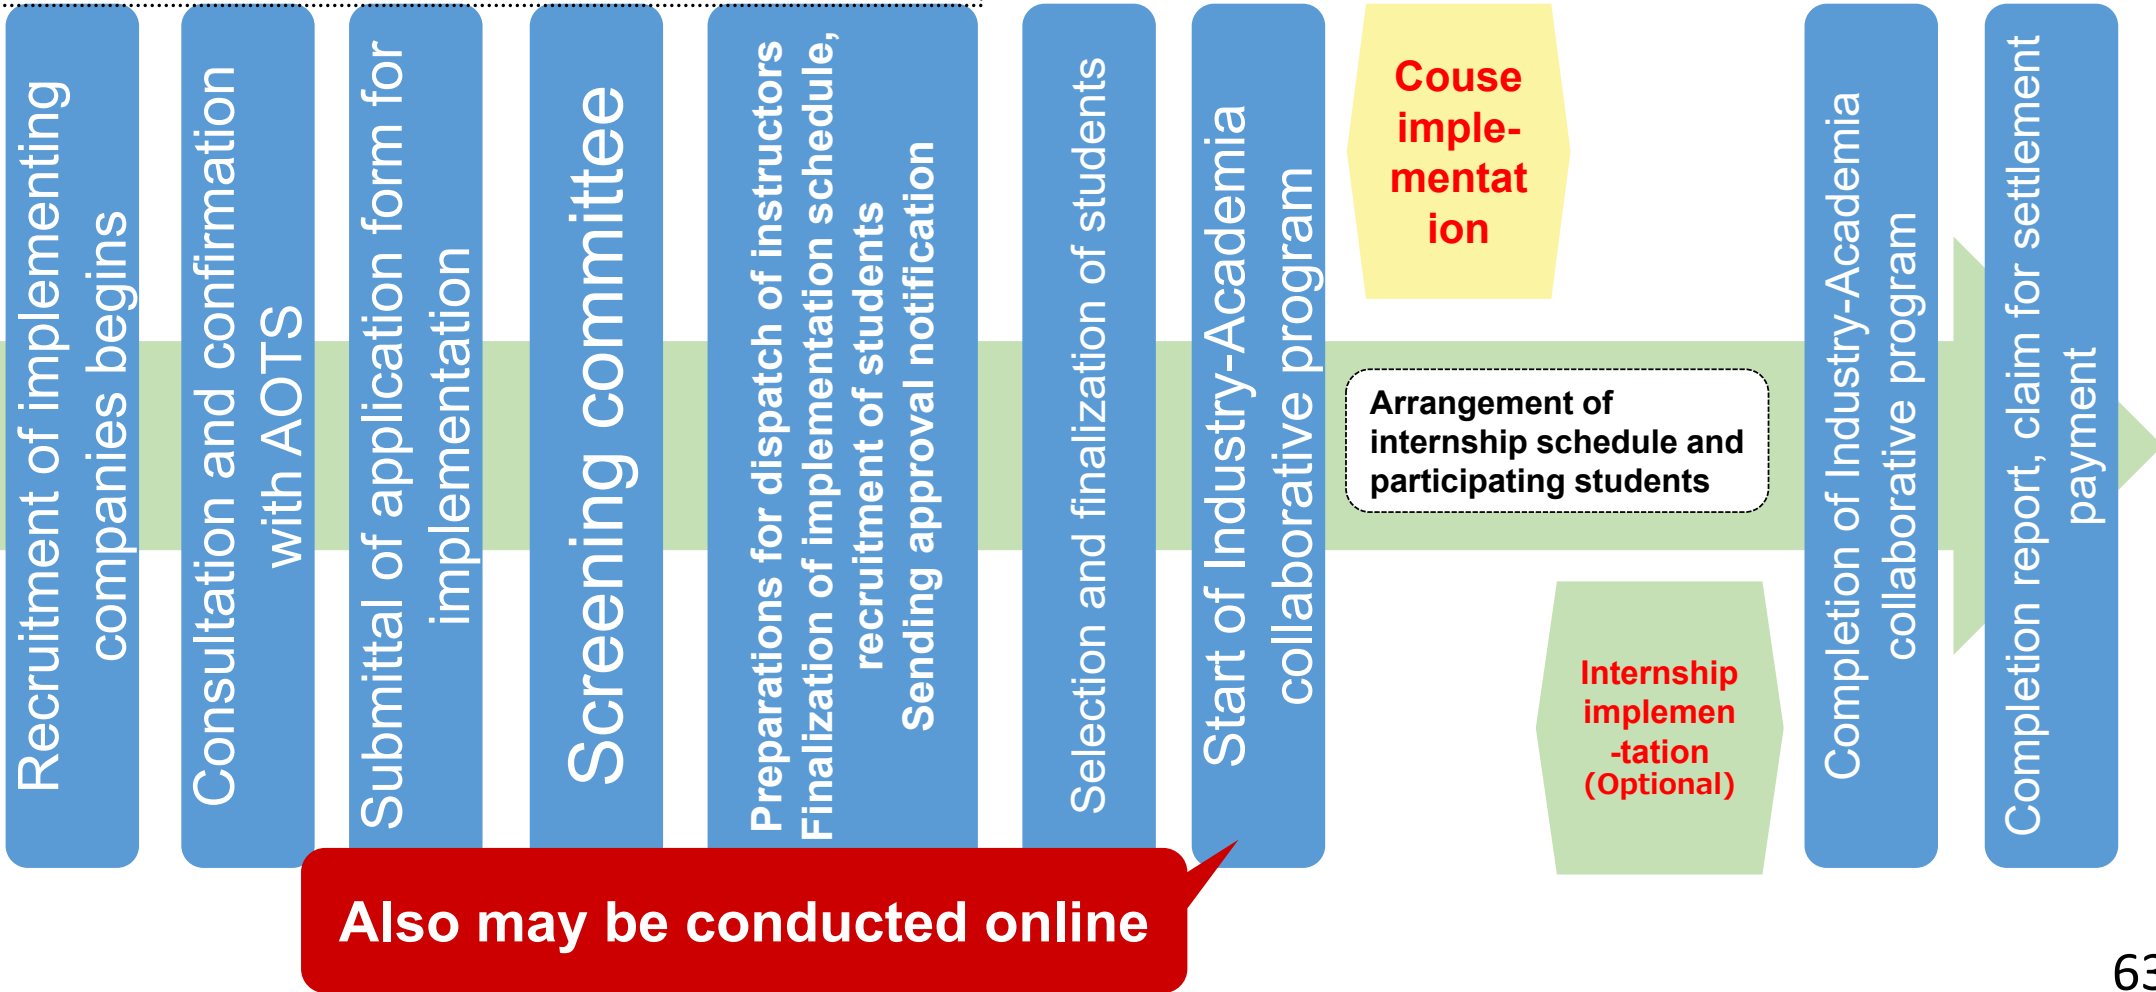 Recruitment of implementing
companies begins
Consultation and confirmation
with AOTS
Submittal of application form for
implementation
Screening committee
Preparations for dispatch of instructors
Finalization of implementation schedule,
recruitment of students
Sending approval notification
Selection and finalization of students
Start of Industry-Academia
collaborative program
Couse
imple-
mentat
ion
Arrangement of
internship schedule and
participating students
Internship
implemen
-tation
(Optional)
Completion of Industry-Academia
collaborative program
Completion report, claim for settlement
payment
Also may be conducted online
63